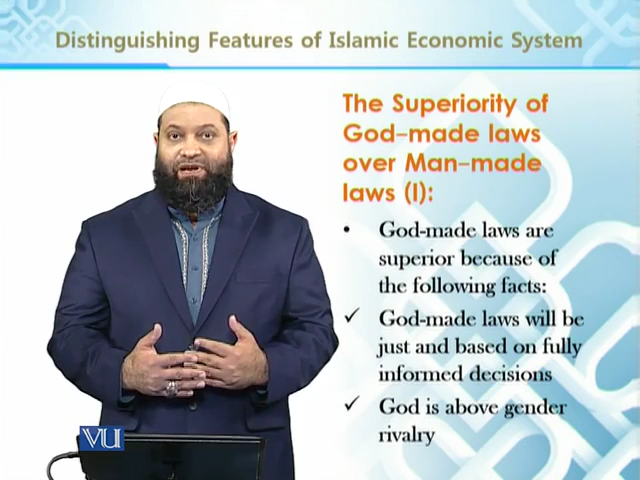 Distinguishing Features of Islamic Economic System
The Superiority of
God-made laws
over Man-made
laws (I):
• God-made laws are
superior because of
the following facts:
✓ God-made laws will be
just and based on fully
informed decisions
✓ God is above gender
rivalry
VU